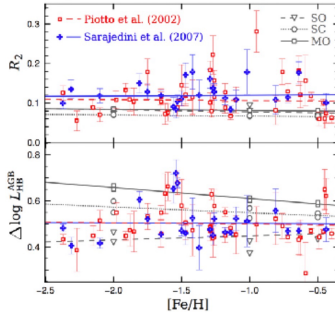 Piotto et al. (2002)
Sarajedini et al. (2007)
SO
SC
MO
0.3
0.2
0.1
0.0
R2
0.8
0.6
0.4
Δ log L^AGB_HB
−2.5 −2.0 −1.5 −1.0 −0.5
[Fe/H]